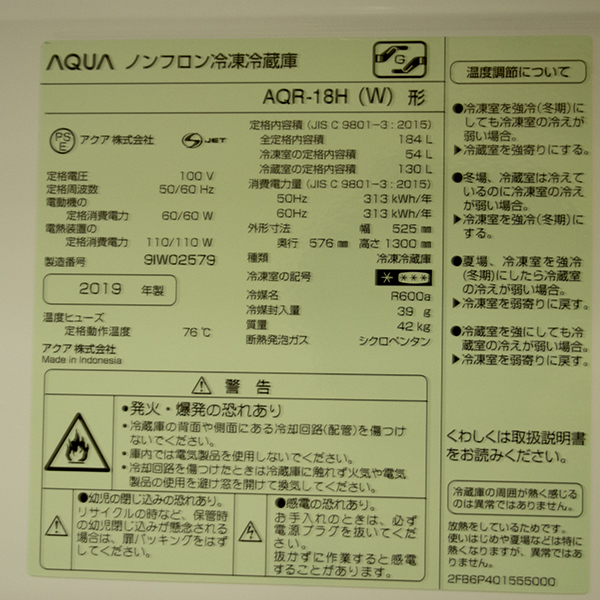 AQUA ノンフロン冷凍冷蔵庫
G
AQR-18H (W) 形
PSE アクア株式会社 S JET
定格電圧 100 V
定格周波数 50/60 Hz
電動機の
定格消費電力 60/60 W
電熱装置の
定格消費電力 110/110 W
製造番号 9IW02579
2019 年製
温度ヒューズ
定格動作温度 76℃
アクア株式会社
Made in Indonesia
定格内容積 (JIS C 9801-3:2015)
全定格内容積 184 L
冷凍室の定格内容積 54 L
冷蔵室の定格内容積 130 L
消費電力量 (JIS C 9801-3:2015)
50Hz 313 kWh/年
60Hz 313 kWh/年
外形寸法 幅 525 mm
奥行 576 mm 高さ 1300 mm
種類 冷凍冷蔵庫
冷凍室の記号 * ***
冷媒名 R600a
冷媒封入量 39 g
質量 42 kg
断熱発泡ガス シクロペンタン
⚠ 警告
•発火・爆発の恐れあり
•冷蔵庫の背面や側面にある冷却回路(配管)を傷つけ
ないでください。
•庫内では電気製品を使用しないでください。
•冷却回路を傷つけたときは冷蔵庫に触れず火気や電気
製品の使用を避け窓を開けて換気してください。
●幼児の閉じ込みの恐れあり。
リサイクルの時など、保管時
の幼児閉じ込みが懸念される
場合は、扉パッキングをはず
してください。
●感電の恐れあり。
お手入れのときは、必ず
電源プラグを抜いてくだ
さい。
抜かずに作業すると感電
することがあります。
温度調節について
●冷凍室を強冷(冬期)に
しても冷凍室の冷えが
弱い場合。
▶冷蔵室を強寄りにする。
●冬場、冷蔵室は冷えて
いるのに冷凍室の冷え
が弱い場合。
▶冷凍室を強冷(冬期)に
する。
●夏場、冷凍室を強冷
(冬期)にしたら冷蔵室
の冷えが弱い場合。
▶冷凍室を弱寄りに戻す。
●冷蔵室を強にしても冷
蔵室の冷えが弱い場合。
▶冷凍室を弱寄りに戻す。
くわしくは取扱説明書
をお読みください。
冷蔵庫の周囲が熱く感じる
のは異常ではありません。
放熱をしているためです。
使いはじめや夏場などは特に
熱くなりますが、異常ではあ
りません。
2FB6P401555000